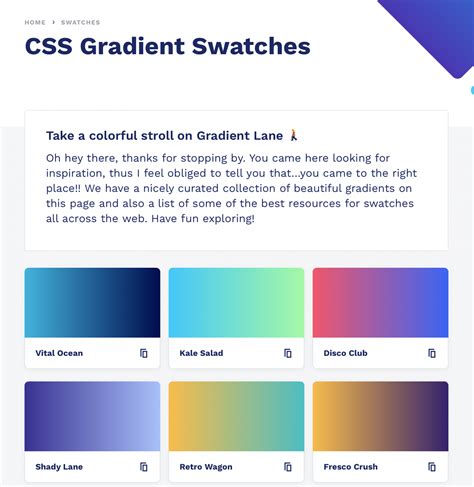 HOME › SWATCHES
CSS Gradient Swatches
Take a colorful stroll on Gradient Lane 🚶
Oh hey there, thanks for stopping by. You came here looking for
inspiration, thus I feel obliged to tell you that...you came to the right
place!! We have a nicely curated collection of beautiful gradients on
this page and also a list of some of the best resources for swatches
all across the web. Have fun exploring!
Vital Ocean
Kale Salad
Disco Club
Shady Lane
Retro Wagon
Fresco Crush